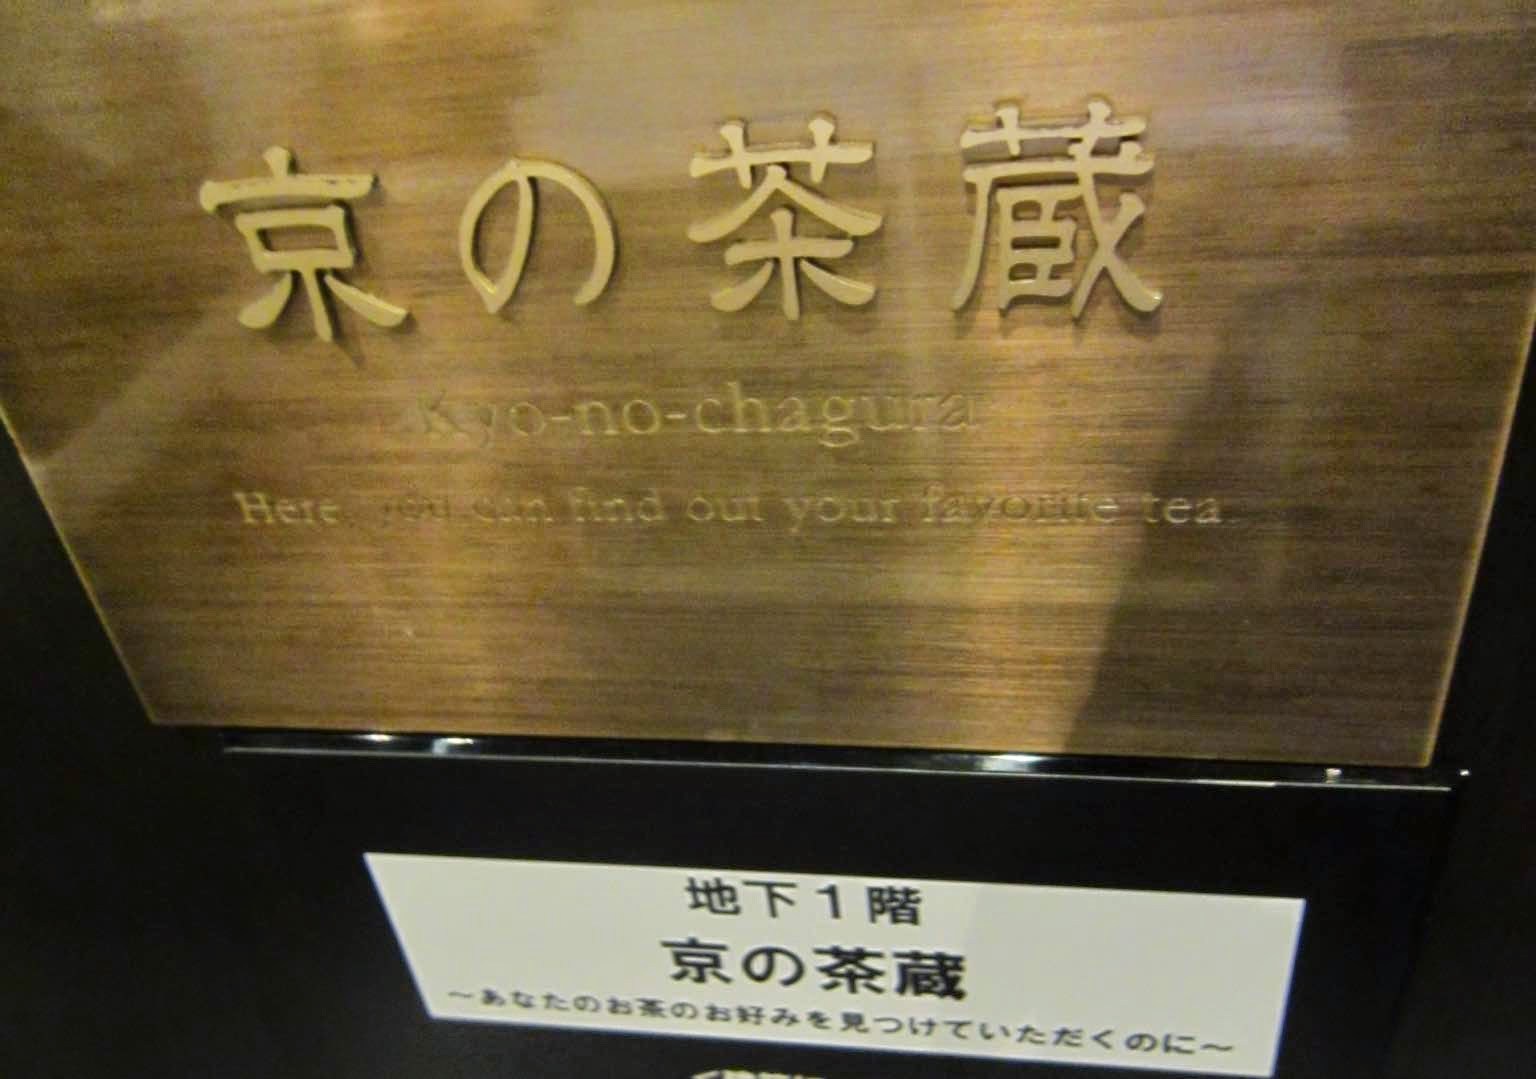 京の茶蔵
Kyo-no-chagura
Here, you can find out your favorite tea.
地下1階
京の茶蔵
~あなたのお茶のお好みを見つけていただくのに~